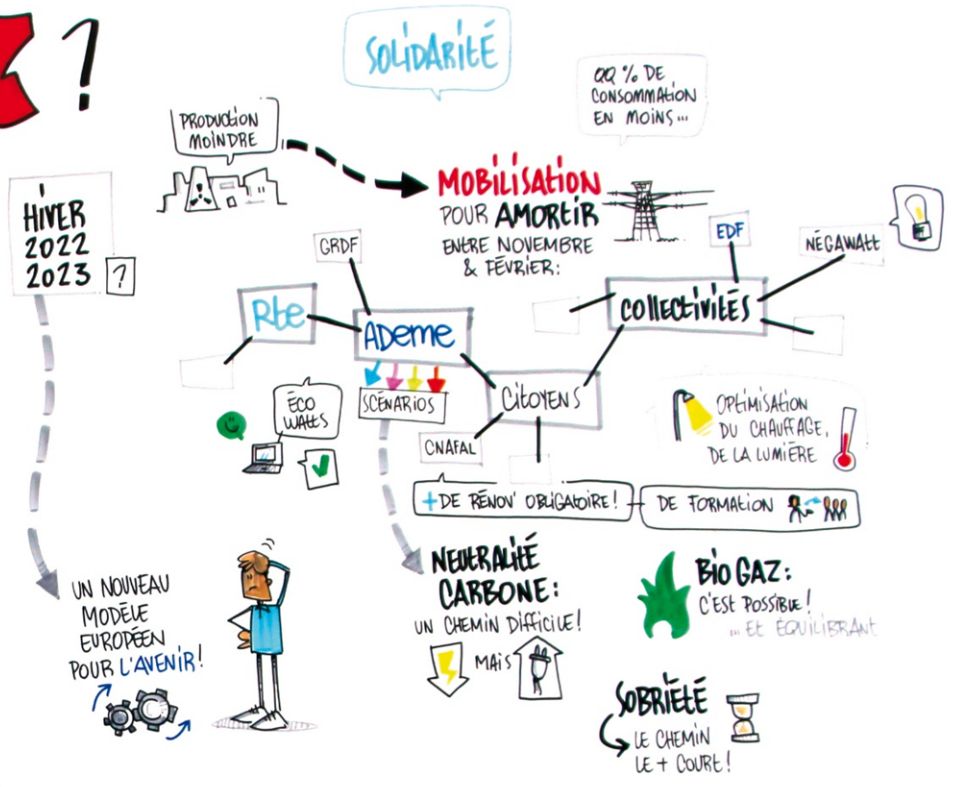 ?
SOLIDARITÉ
QQ % DE
CONSOMMATION
EN MOINS...
PRODUCTION
MOINDRE
MOBILISATION
POUR AMORTIR
ENTRE NOVEMBRE
& FÉVRIER:
HIVER
2022
2023
?
GRDF
EDF
NÉGAWATT
RTE
ADEME
COLLECTIVITÉS
SCÉNARIOS
CITOYENS
ÉCO
WATTS
CNAFAL
OPTIMISATION
DU CHAUFFAGE,
DE LA LUMIÈRE
+ DE RÉNOV' OBLIGATOIRE!
DE FORMATION
UN NOUVEAU
MODÈLE
EUROPÉEN
POUR L'AVENIR!
NEUTRALITÉ
CARBONE:
UN CHEMIN DIFFICILE!
MAIS
BIO GAZ:
C'EST POSSIBLE!
... ET ÉQUILIBRANT
SOBRIÉTÉ
LE CHEMIN
LE + COURT!